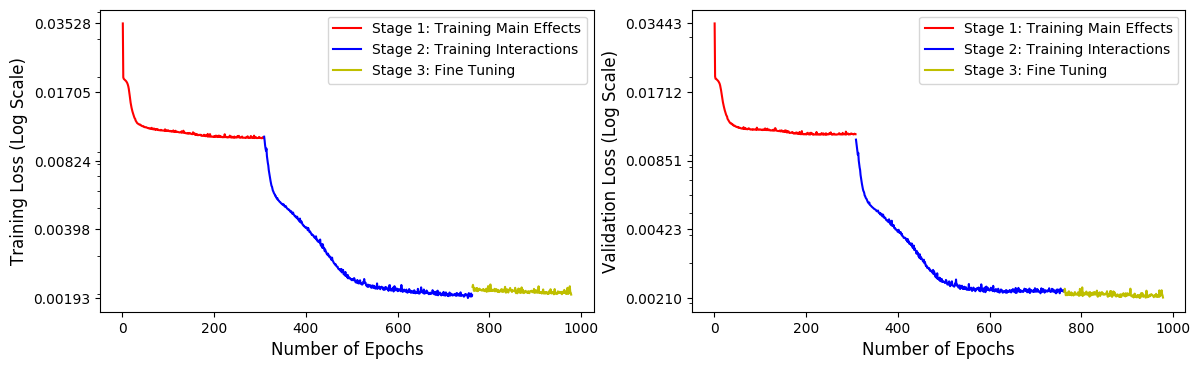 Training Loss (Log Scale)
0.03528
0.01705
0.00824
0.00398
0.00193
Stage 1: Training Main Effects
Stage 2: Training Interactions
Stage 3: Fine Tuning
0 200 400 600 800 1000
Number of Epochs
Validation Loss (Log Scale)
0.03443
0.01712
0.00851
0.00423
0.00210
Stage 1: Training Main Effects
Stage 2: Training Interactions
Stage 3: Fine Tuning
0 200 400 600 800 1000
Number of Epochs